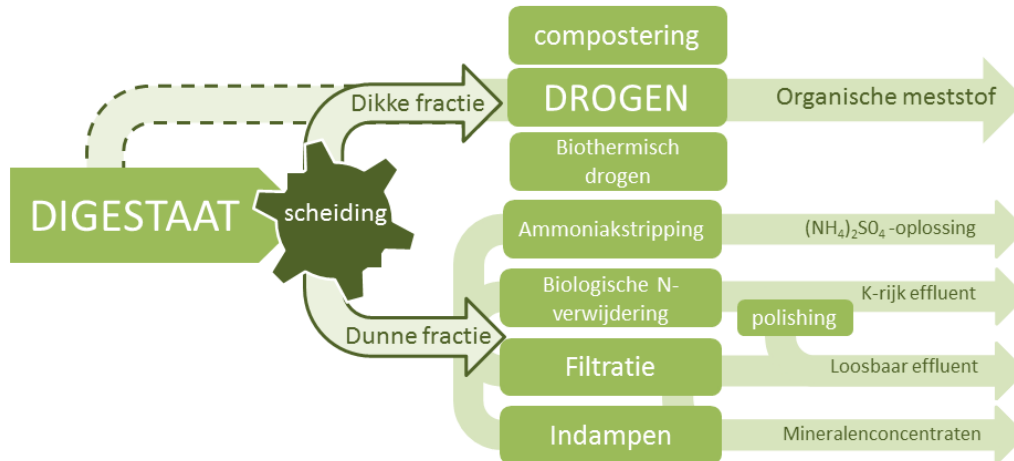 compostering
Dikke fractie
DROGEN
Organische meststof
Biothermisch
drogen
DIGESTAAT
scheiding
Ammoniakstripping
(NH₄)₂SO₄ -oplossing
Biologische N-
verwijdering
K-rijk effluent
polishing
Dunne fractie
Filtratie
Loosbaar effluent
Indampen
Mineralenconcentraten